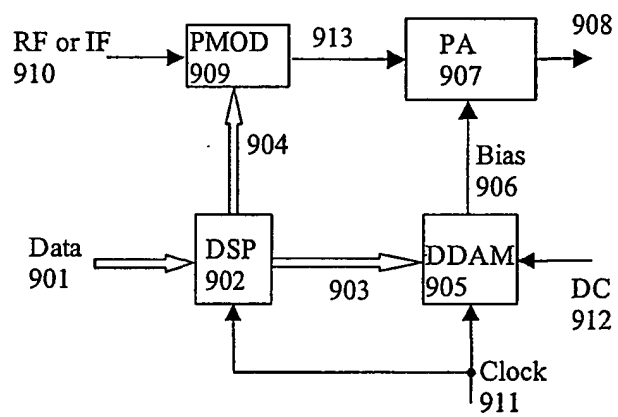 RF or IF
910
PMOD
909
913
PA
907
908
904
Bias
906
Data
901
DSP
902
903
DDAM
905
DC
912
Clock
911